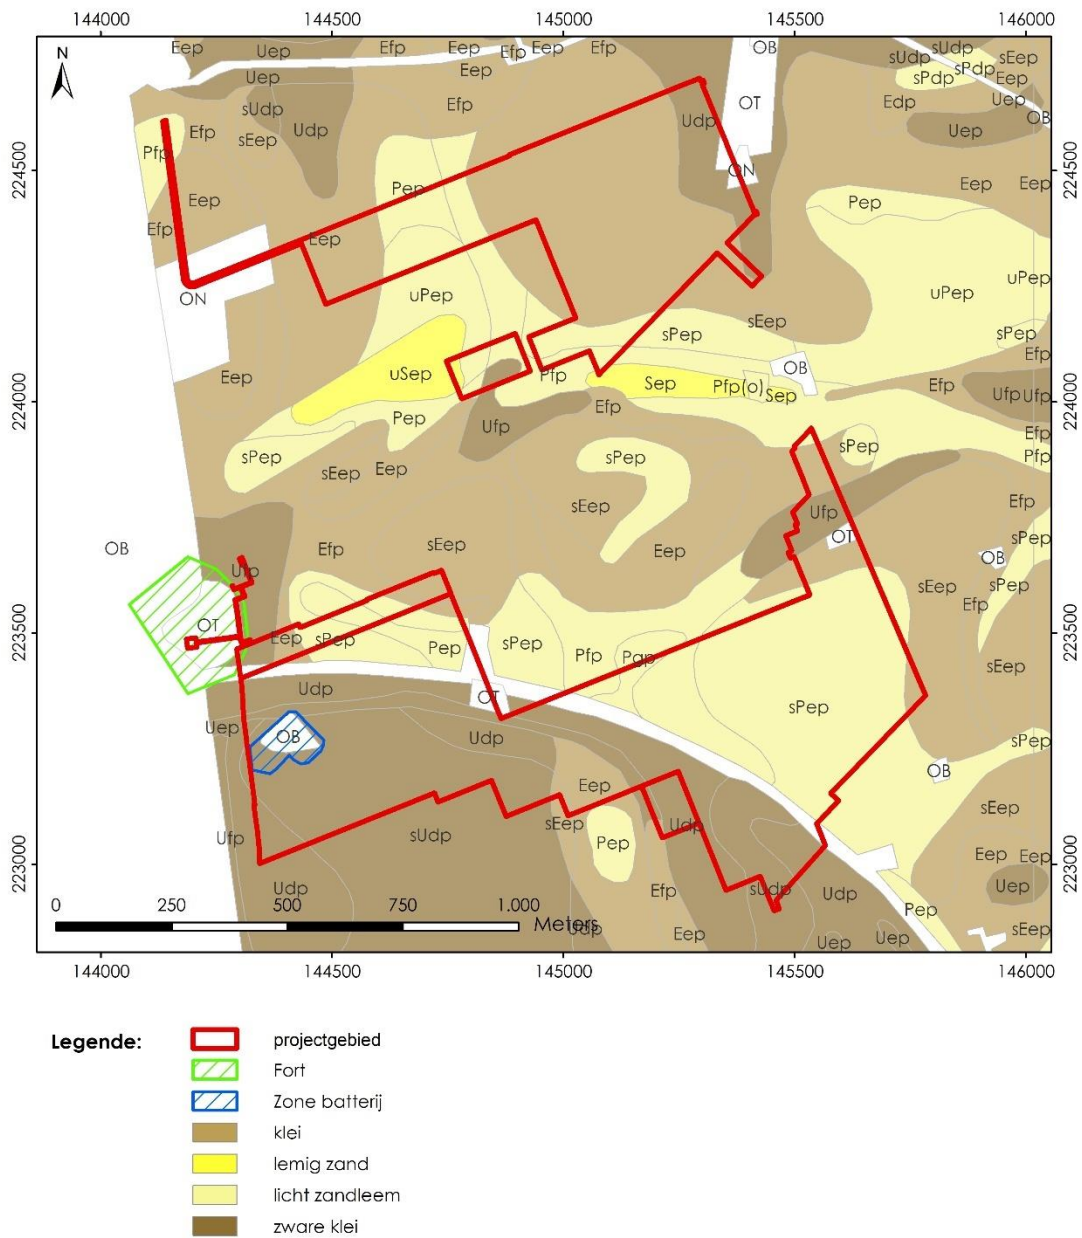 144000 144500 145000 145500 146000
Eep Uep Efp Eep Efp Eep Efp OB sUdp sUdp sEep
N
Uep Eep sPdp sPdp Eep
sUdp Efp OT Edp Uep OB
Efp sEep Udp Udp Uep
Pfp
224500 ON 224500
Eep Pep Eep Eep
Efp Pep
Eep
ON uPep uPep uPep
sEep
sPep sPep
OB Efp
Eep uSep Pfp Sep Pfp(o) Sep Efp Ufp Ufp
224000 224000
Pep Ufp Efp Efp
sPep sPep sPep Pfp
sEep Eep
sEep Ufp Efp
OB Efp sEep Eep OT sPep
OB
Ufp sEep sPep
OT Efp
223500 Eep sPep Pep sPep Pfp Pgp 223500
sEep
Udp OT
sPep
Uep OB Udp sPep
OB
Eep
Ufp sUdp sEep Udp sEep
Pep Eep Eep
223000 223000
Udp Efp sUdp Udp Uep
0 250 500 750 1.000
Meters
Udp Eep Uep Udp Pep sEep
144000 144500 145000 145500 146000
Legende:
projectgebied
Fort
Zone batterij
klei
lemig zand
licht zandleem
zware klei